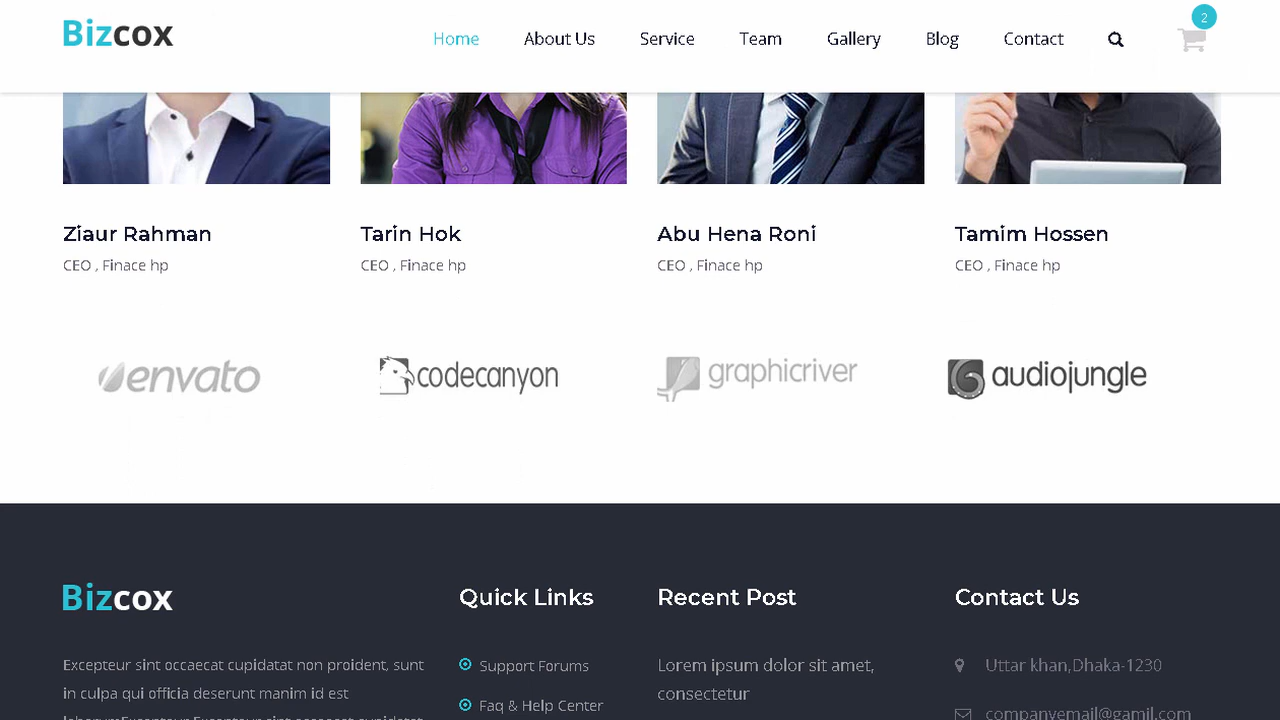 Bizcox
Home About Us Service Team Gallery Blog Contact 2
Ziaur Rahman Tarin Hok Abu Hena Roni Tamim Hossen
CEO , Finace hp CEO , Finace hp CEO , Finace hp CEO , Finace hp
envato codecanyon graphicriver audiojungle
Bizcox Quick Links Recent Post Contact Us
Excepteur sint occaecat cupidatat non proident, sunt Support Forums Lorem ipsum dolor sit amet, Uttar khan,Dhaka-1230
in culpa qui officia deserunt manim id est Faq & Help Center consectetur companyemail@gamil.com